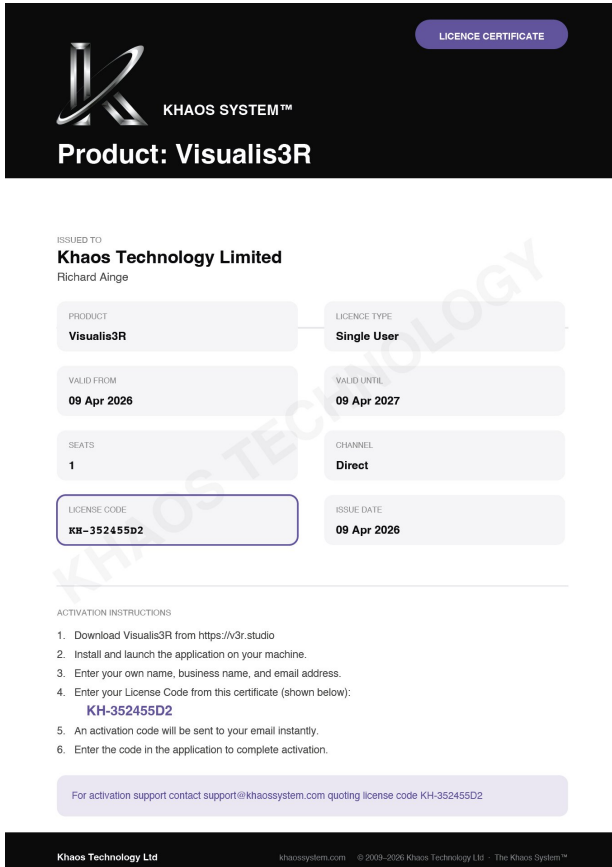 LICENCE CERTIFICATE
KHAOS SYSTEM™
Product: Visualis3R
ISSUED TO
Khaos Technology Limited
Richard Ainge
PRODUCT
Visualis3R
LICENCE TYPE
Single User
VALID FROM
09 Apr 2026
VALID UNTIL
09 Apr 2027
SEATS
1
CHANNEL
Direct
LICENSE CODE
KH-352455D2
ISSUE DATE
09 Apr 2026
KHAOS TECHNOLOGY
ACTIVATION INSTRUCTIONS
1. Download Visualis3R from https://v3r.studio
2. Install and launch the application on your machine.
3. Enter your own name, business name, and email address.
4. Enter your License Code from this certificate (shown below):
KH-352455D2
5. An activation code will be sent to your email instantly.
6. Enter the code in the application to complete activation.
For activation support contact support@khaossystem.com quoting license code KH-352455D2
Khaos Technology Ltd
khaossystem.com © 2009–2026 Khaos Technology Ltd · The Khaos System™